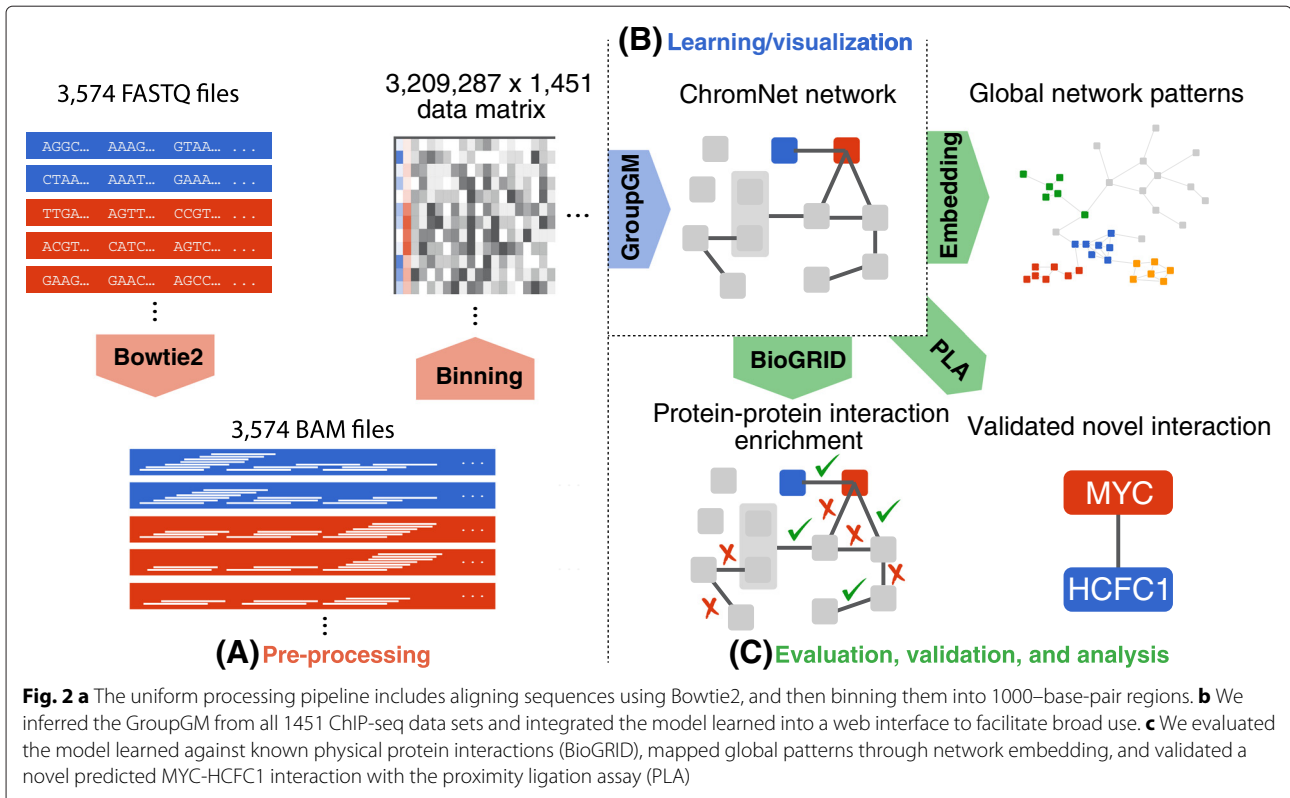 (B) Learning/visualization
3,574 FASTQ files
3,209,287 x 1,451
data matrix
ChromNet network
Global network patterns
AGGC... AAAG... GTAA... ...
CTAA... AAAT... GAAA... ...
TTGA... AGTT... CCGT... ...
ACGT... CATC... AGTC... ...
GAAG... GAAC... AGCC... ...
...
GroupGM
Embedding
Bowtie2
Binning
BioGRID
PLA
3,574 BAM files
Protein-protein interaction
enrichment
Validated novel interaction
MYC
HCFC1
(A) Pre-processing
(C) Evaluation, validation, and analysis
Fig. 2 a The uniform processing pipeline includes aligning sequences using Bowtie2, and then binning them into 1000–base-pair regions. b We
inferred the GroupGM from all 1451 ChIP-seq data sets and integrated the model learned into a web interface to facilitate broad use. c We evaluated
the model learned against known physical protein interactions (BioGRID), mapped global patterns through network embedding, and validated a
novel predicted MYC-HCFC1 interaction with the proximity ligation assay (PLA)